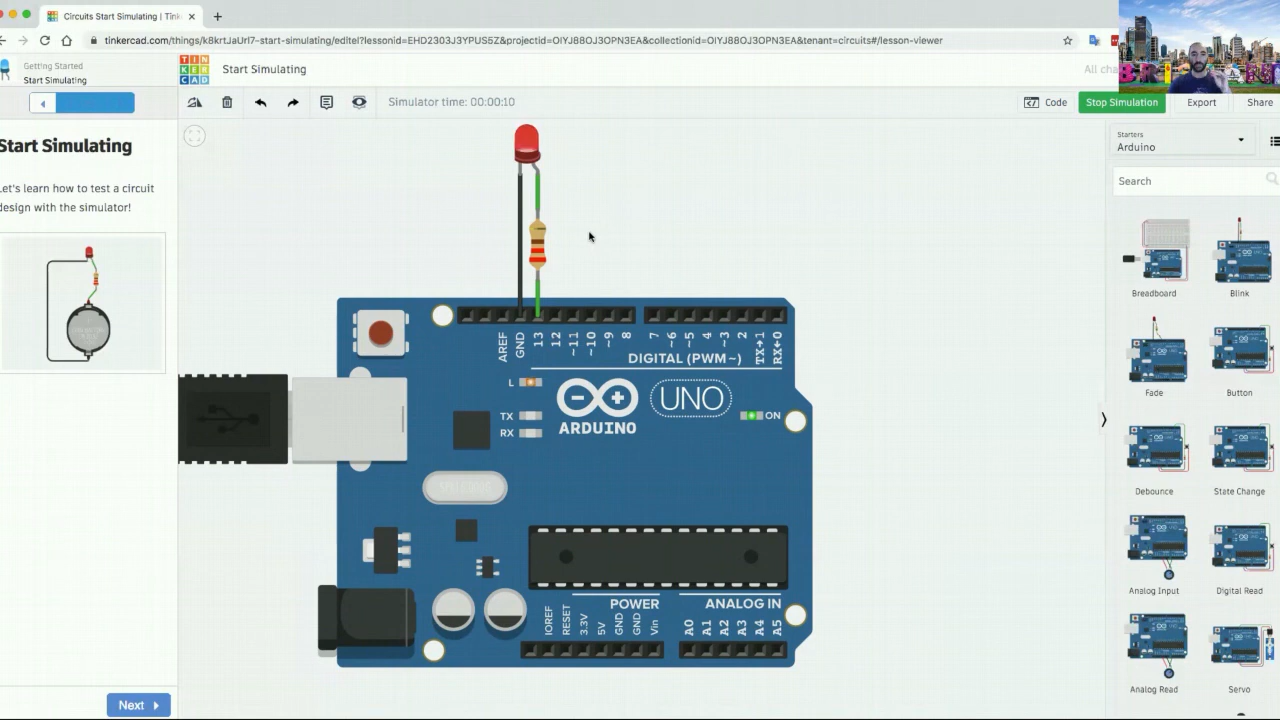 Circuits Start Simulating | Tink
tinkercad.com/things/k8krtJaUrI7-start-simulating/editel?lessonid=EHD2303J3YPUS5Z&projectid=OIYJ88OJ3OPN3EA&collectionid=OIYJ88OJ3OPN3EA&tenant=circuits#/lesson-viewer
Getting Started
Start Simulating
TIN
KER
CAD
Start Simulating
All cha
Simulator time: 00:00:10
Code
Stop Simulation
Export
Share
Start Simulating
Let's learn how to test a circuit
design with the simulator!
Next
Starters
Arduino
Search
Breadboard
Blink
Fade
Button
Debounce
State Change
Analog Input
Digital Read
Analog Read
Servo
AREF
GND
13
12
~11
~10
~9
8
7
~6
~5
4
~3
2
TX→1
RX←0
DIGITAL (PWM~)
L
TX
RX
ARDUINO
UNO
ON
IOREF
RESET
3.3V
5V
GND
GND
Vin
POWER
ANALOG IN
A0
A1
A2
A3
A4
A5